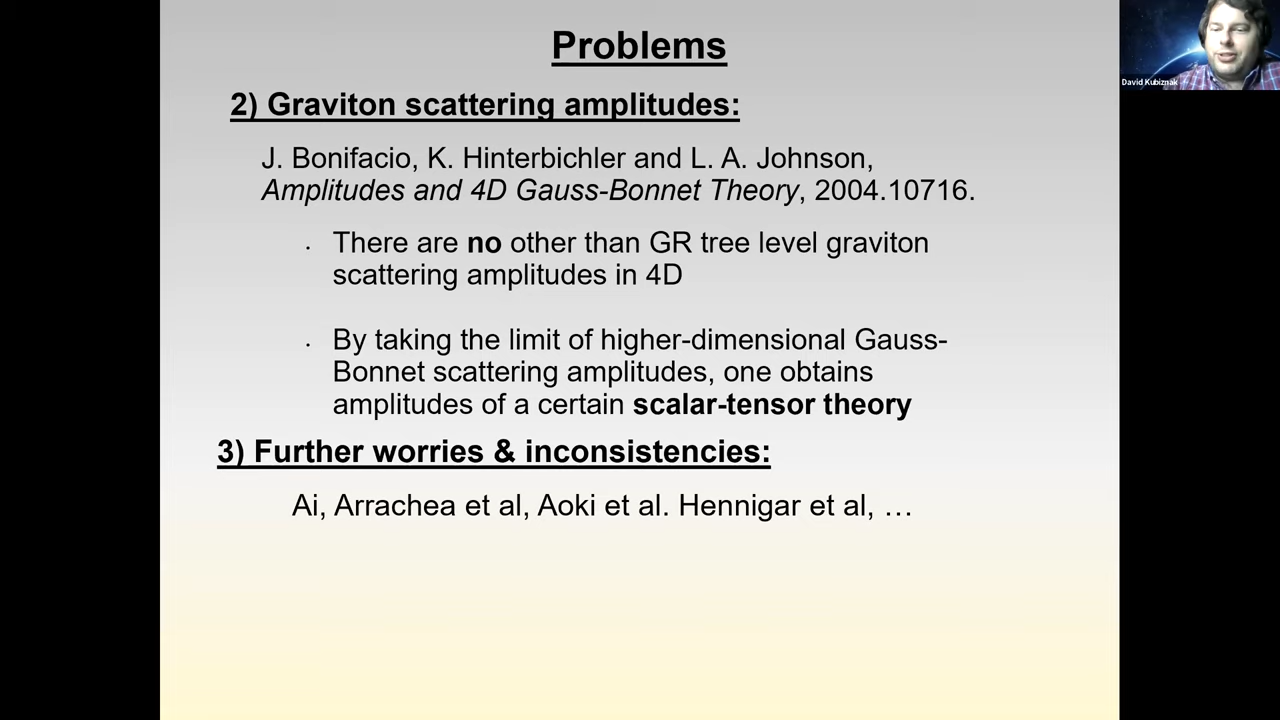 Problems
David Kubiznak
2) Graviton scattering amplitudes:
J. Bonifacio, K. Hinterbichler and L. A. Johnson,
Amplitudes and 4D Gauss-Bonnet Theory, 2004.10716.
· There are no other than GR tree level graviton
scattering amplitudes in 4D
· By taking the limit of higher-dimensional Gauss-
Bonnet scattering amplitudes, one obtains
amplitudes of a certain scalar-tensor theory
3) Further worries & inconsistencies:
Ai, Arrachea et al, Aoki et al. Hennigar et al, …